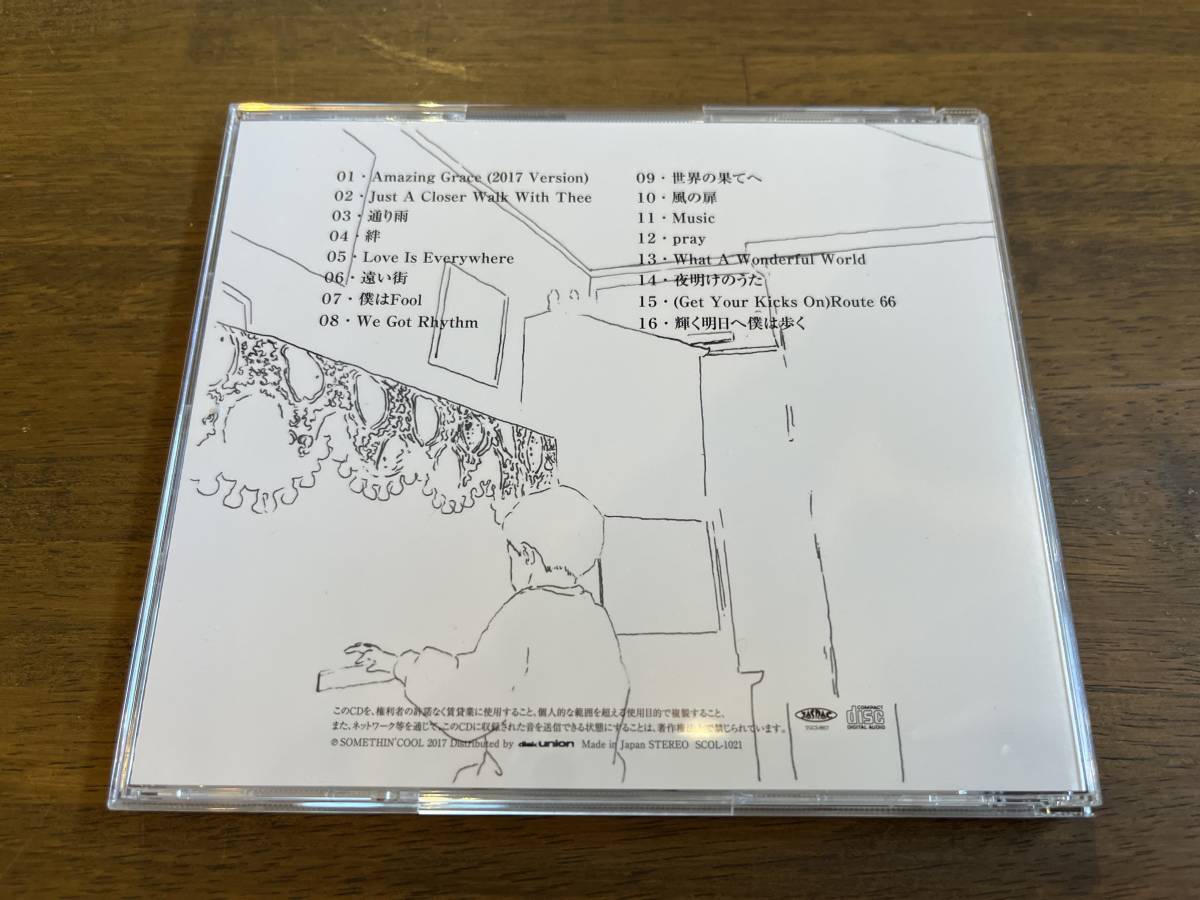 01・Amazing Grace (2017 Version)
02・Just A Closer Walk With Thee
03・通り雨
04・絆
05・Love Is Everywhere
06・遠い街
07・僕はFool
08・We Got Rhythm
09・世界の果てへ
10・風の扉
11・Music
12・pray
13・What A Wonderful World
14・夜明けのうた
15・(Get Your Kicks On)Route 66
16・輝く明日へ僕は歩く
このCDを、権利者の許諾なく賃貸業に使用すること、個人的な範囲を超える使用目的で複製すること、
また、ネットワーク等を通じて、このCDに収録された音を送信できる状態にすることは、著作権法上で禁じられています。
℗ SOMETHIN'COOL 2017 Distributed by disk union Made in Japan STEREO SCOL-1021
JASRAC
COMPACT
disc
DIGITAL AUDIO